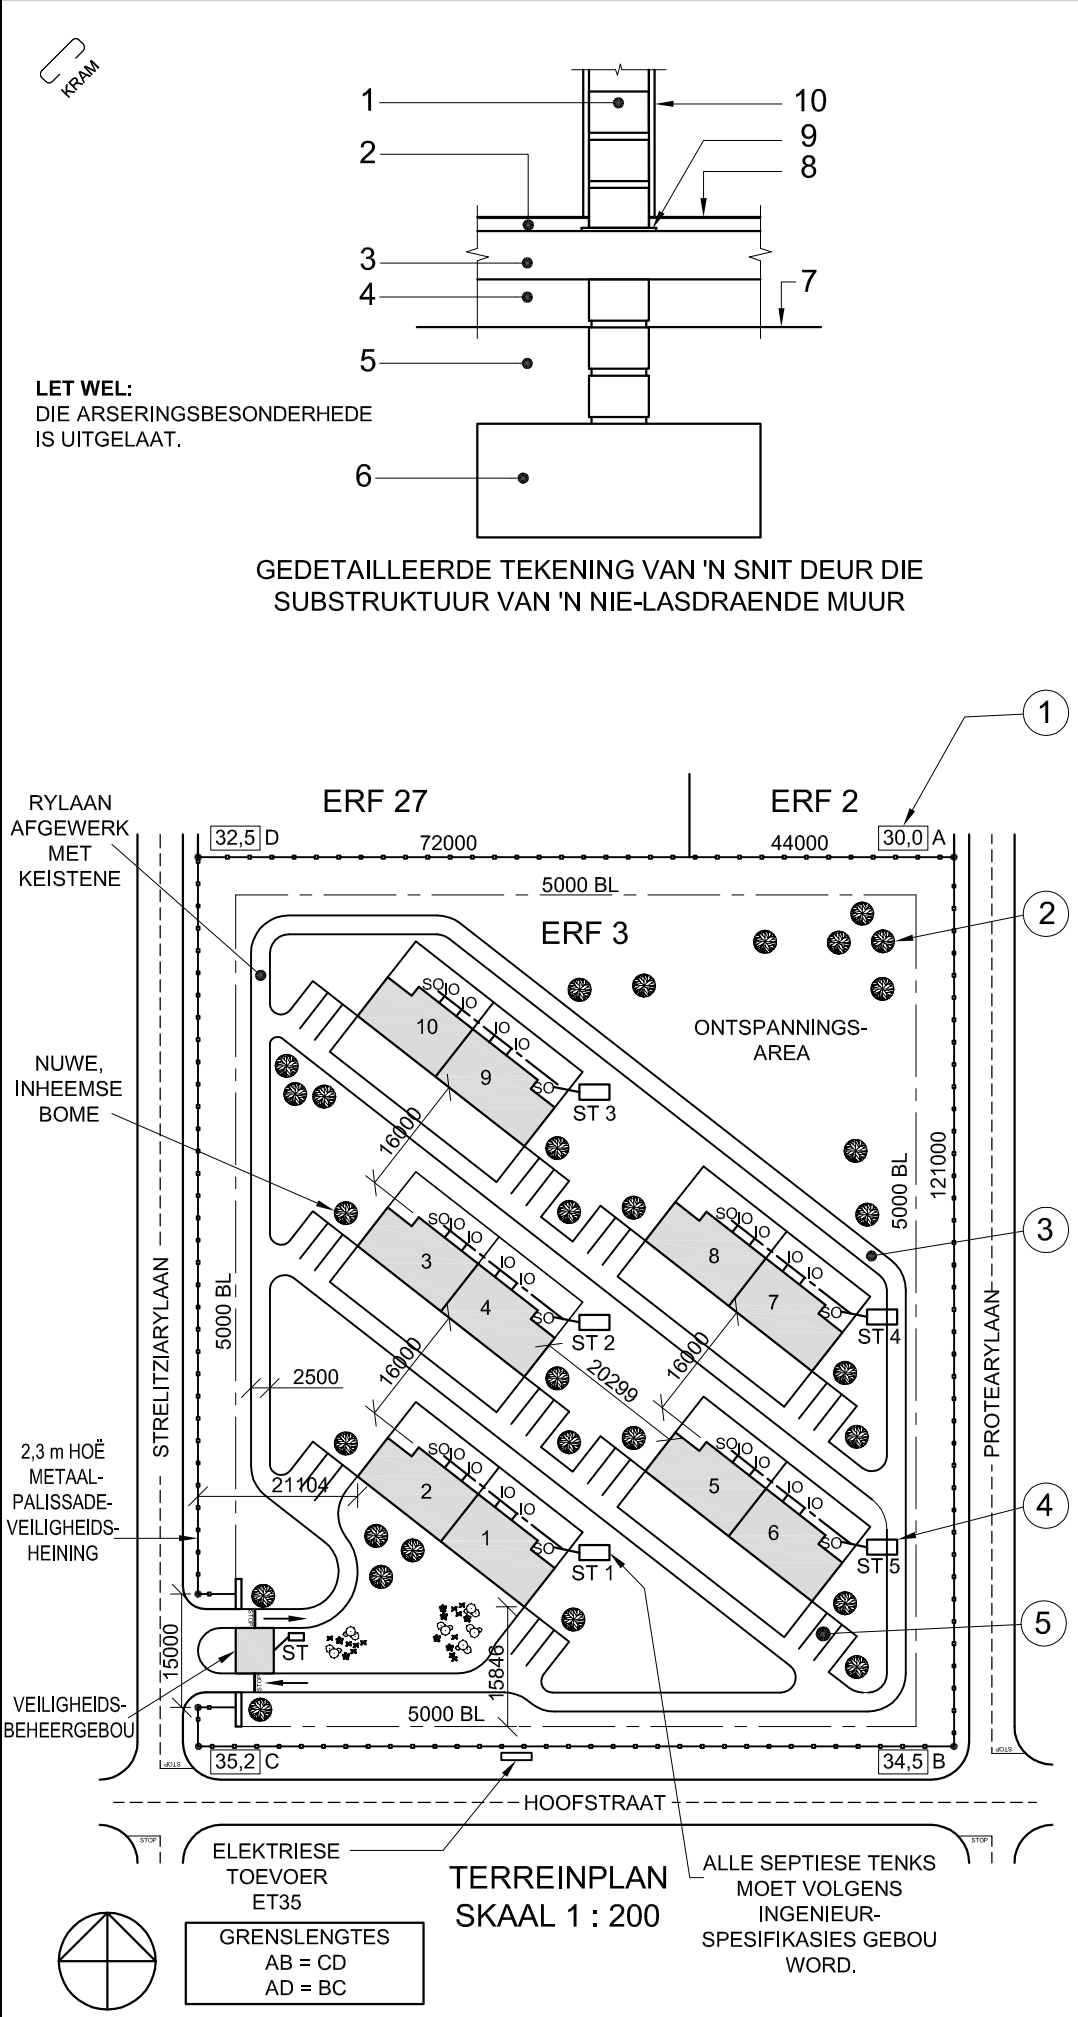 KRAM
1
2
3
4
5
6
7
8
9
10
LET WEL:
DIE ARSERINGSBESONDERHEDE
IS UITGELAAT.
GEDETAILLEERDE TEKENING VAN 'N SNIT DEUR DIE
SUBSTRUKTUUR VAN 'N NIE-LASDRAENDE MUUR
1
2
3
4
5
RYLAAN
AFGEWERK
MET
KEISTENE
ERF 27
ERF 2
32,5 D
72000
44000
30,0 A
5000 BL
ERF 3
ONTSPANNINGS-
AREA
NUWE,
INHEEMSE
BOME
SO
IO
IO
IO
IO
SO
10
9
ST 3
16000
SO
IO
IO
IO
IO
SO
3
4
ST 2
16000
SO
IO
IO
IO
IO
SO
8
7
ST 4
16000
20299
SO
IO
IO
IO
IO
SO
2
1
ST 1
SO
IO
IO
IO
IO
SO
5
6
ST 5
5000 BL
121000
5000 BL
STRELITZIARYLAAN
PROTEARYLAAN
2500
21104
2,3 m HOË
METAAL-
PALISSADE-
VEILIGHEIDS-
HEINING
15000
STOP
ST
STOP
15846
VEILIGHEIDS-
BEHEERGEBOU
5000 BL
STOP
35,2 C
34,5 B
STOP
HOOFSTRAAT
STOP
STOP
ELEKTRIESE
TOEVOER
ET35
TERREINPLAN
SKAAL 1 : 200
ALLE SEPTIESE TENKS
MOET VOLGENS
INGENIEUR-
SPESIFIKASIES GEBOU
WORD.
GRENSLENGTES
AB = CD
AD = BC